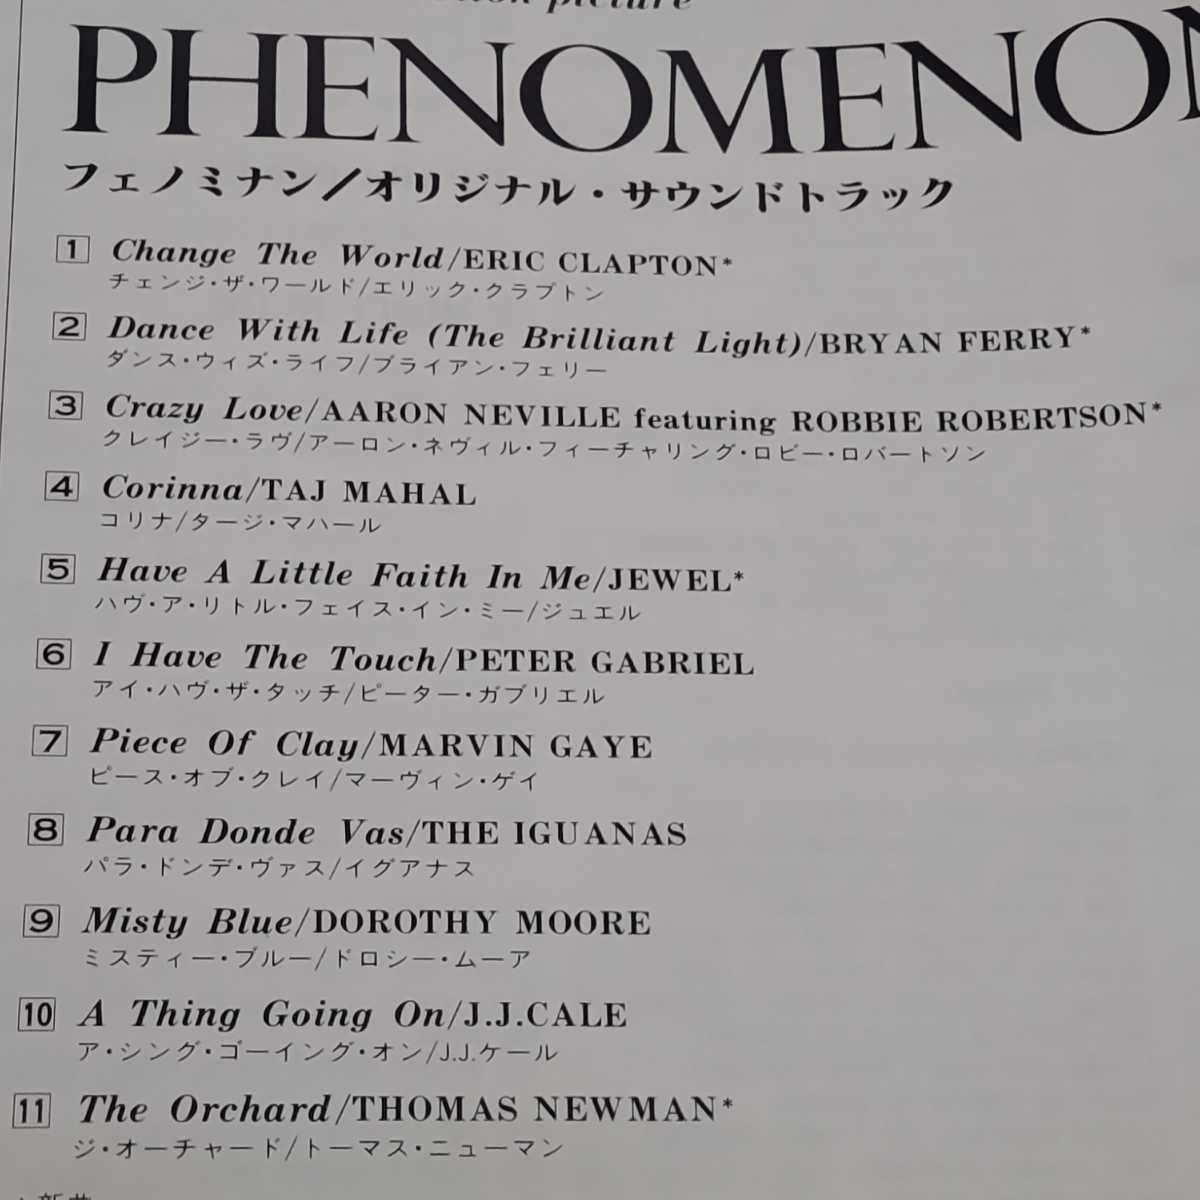 picture
PHENOMENON
フェノミナン／オリジナル・サウンドトラック
1 Change The World/ERIC CLAPTON*
チェンジ・ザ・ワールド/エリック・クラプトン
2 Dance With Life (The Brilliant Light)/BRYAN FERRY*
ダンス・ウィズ・ライフ/ブライアン・フェリー
3 Crazy Love/AARON NEVILLE featuring ROBBIE ROBERTSON*
クレイジー・ラヴ/アーロン・ネヴィル・フィーチャリング・ロビー・ロバートソン
4 Corinna/TAJ MAHAL
コリナ/タージ・マハール
5 Have A Little Faith In Me/JEWEL*
ハヴ・ア・リトル・フェイス・イン・ミー/ジュエル
6 I Have The Touch/PETER GABRIEL
アイ・ハヴ・ザ・タッチ/ピーター・ガブリエル
7 Piece Of Clay/MARVIN GAYE
ピース・オブ・クレイ/マーヴィン・ゲイ
8 Para Donde Vas/THE IGUANAS
パラ・ドンデ・ヴァス/イグアナス
9 Misty Blue/DOROTHY MOORE
ミスティー・ブルー/ドロシー・ムーア
10 A Thing Going On/J.J.CALE
ア・シング・ゴーイング・オン/J.J.ケール
11 The Orchard/THOMAS NEWMAN*
ジ・オーチャード/トーマス・ニューマン